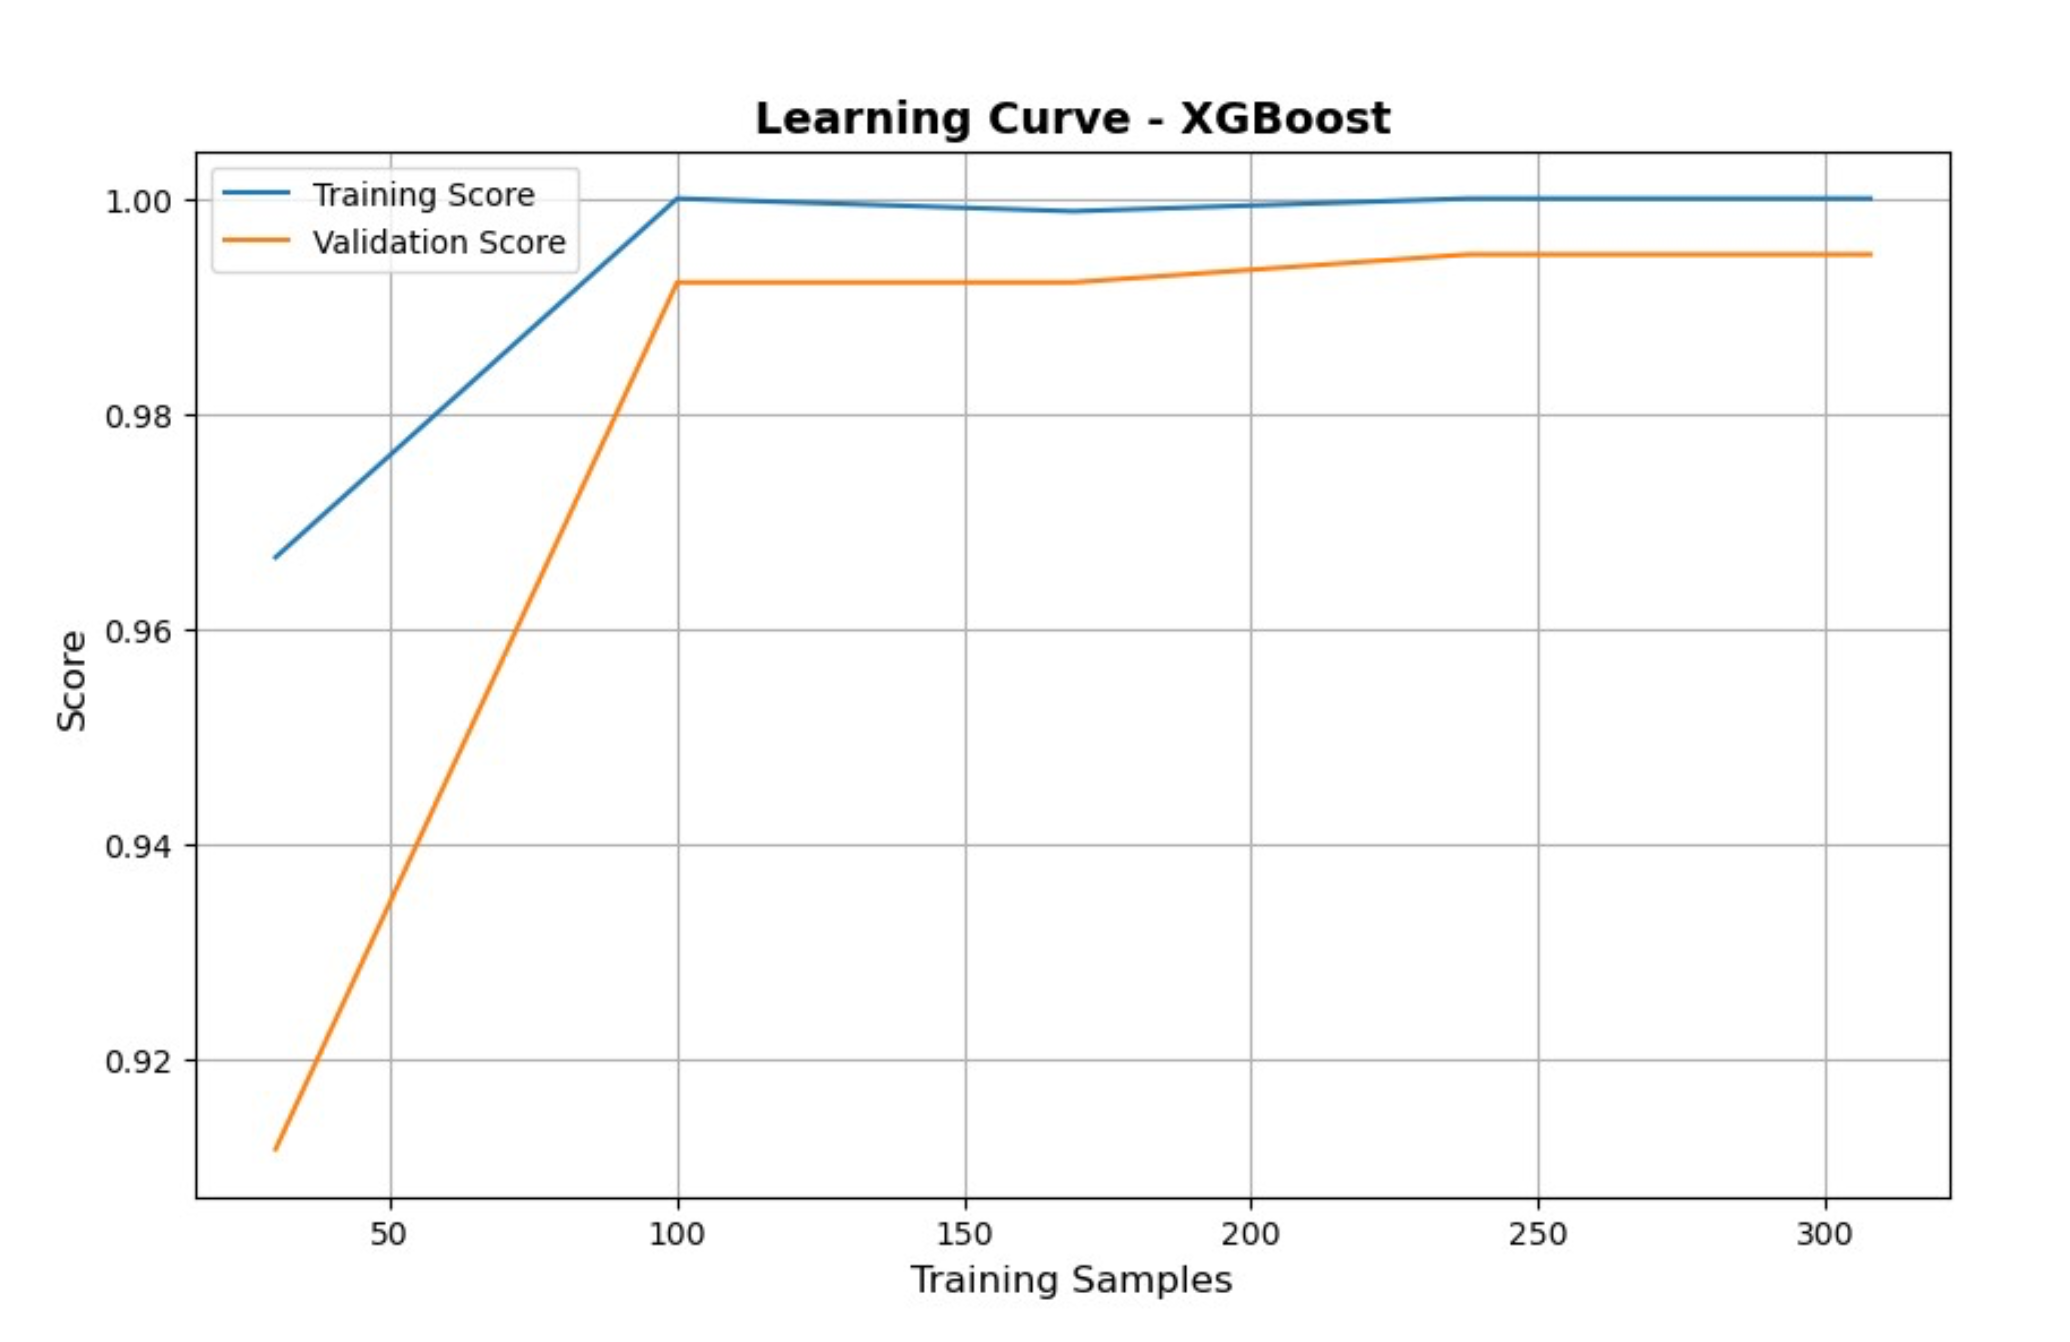 Learning Curve - XGBoost
Training Score
Validation Score
1.00
0.98
0.96
0.94
0.92
Score
50 100 150 200 250 300
Training Samples